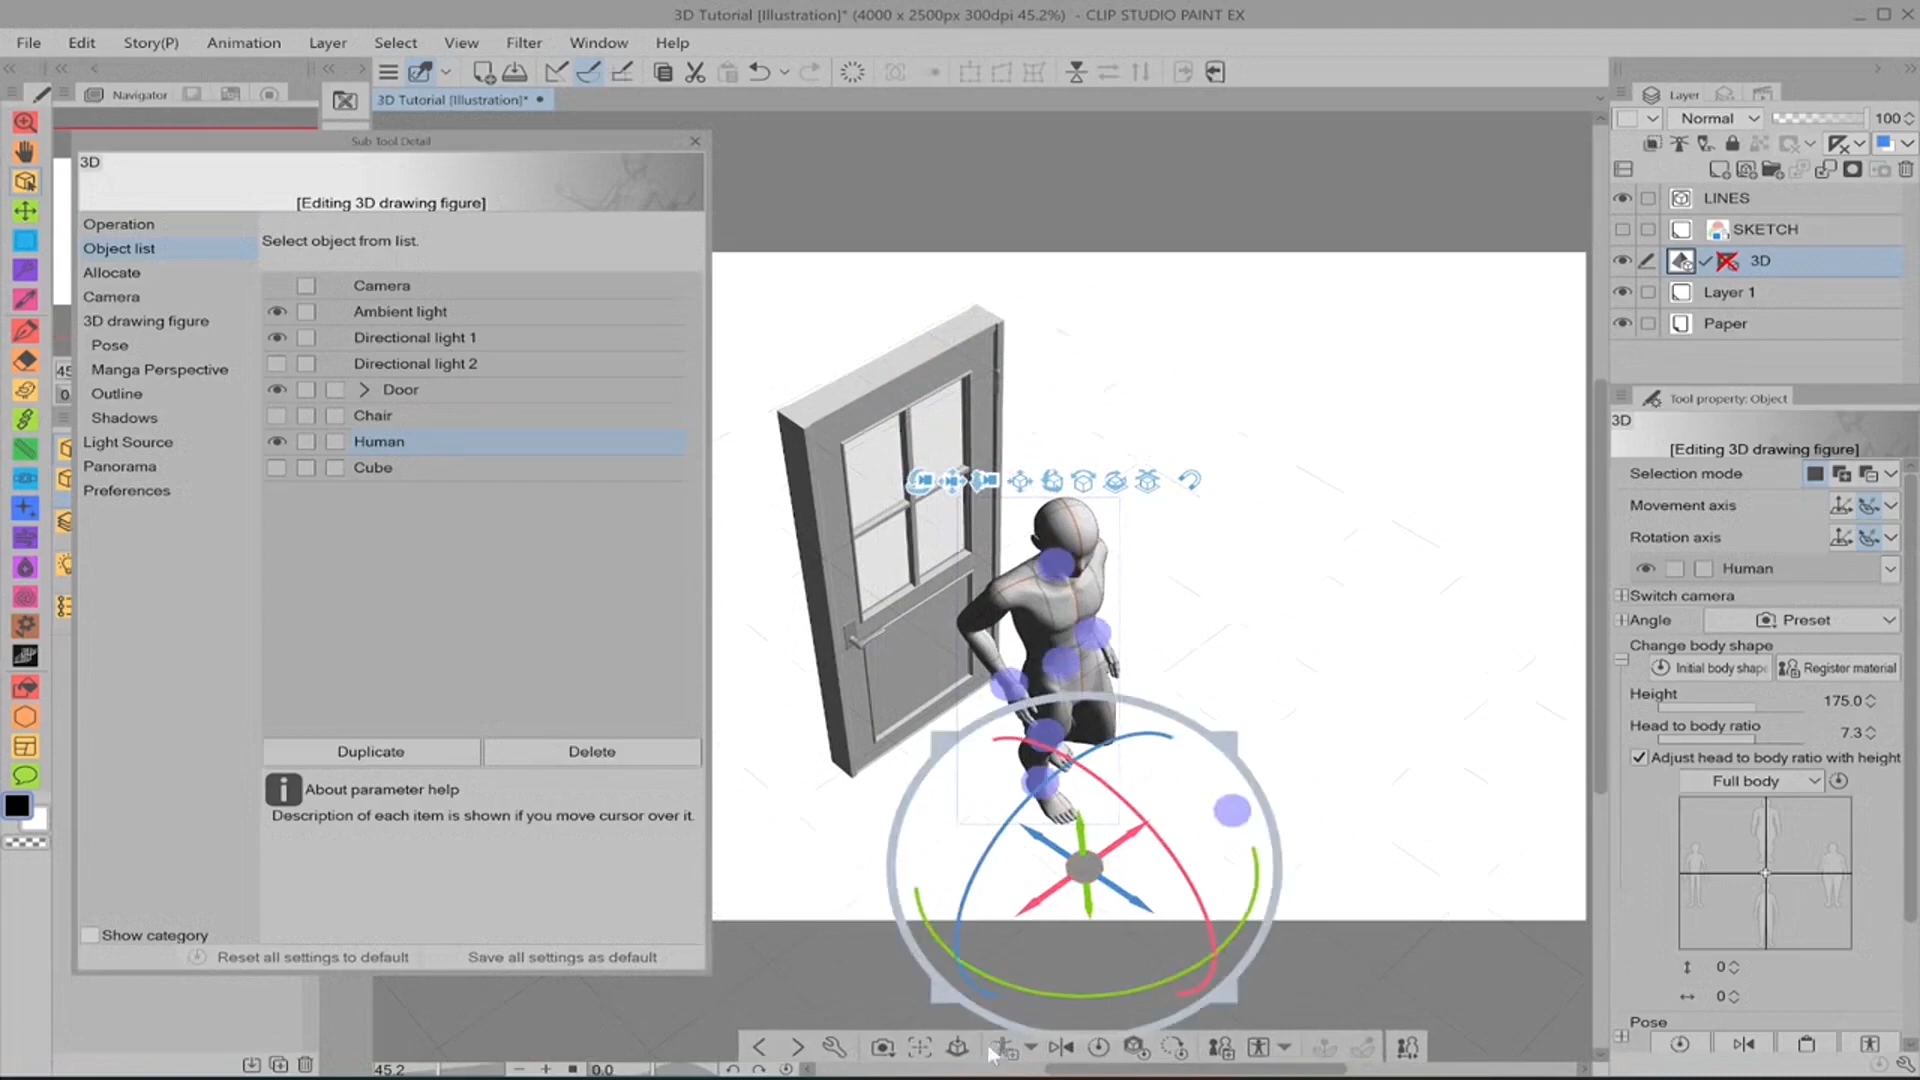 3D Tutorial [Illustration]* (4000 x 2500px 300dpi 45.2%) - CLIP STUDIO PAINT EX
File Edit Story(P) Animation Layer Select View Filter Window Help
Navigator
3D Tutorial [Illustration]*
Sub Tool Detail
3D
[Editing 3D drawing figure]
Operation
Object list
Allocate
Camera
3D drawing figure
Pose
Manga Perspective
Outline
Shadows
Light Source
Panorama
Preferences
Select object from list.
Camera
Ambient light
Directional light 1
Directional light 2
Door
Chair
Human
Cube
Duplicate
Delete
About parameter help
Description of each item is shown if you move cursor over it.
Show category
Reset all settings to default
Save all settings as default
45
0
45.2
0.0
Layer
Normal
100
LINES
SKETCH
3D
Layer 1
Paper
Tool property: Object
3D
[Editing 3D drawing figure]
Selection mode
Movement axis
Rotation axis
Human
Switch camera
Angle
Preset
Change body shape
Initial body shap
Register material
Height
175.0
Head to body ratio
7.3
Adjust head to body ratio with height
Full body
0
0
Pose